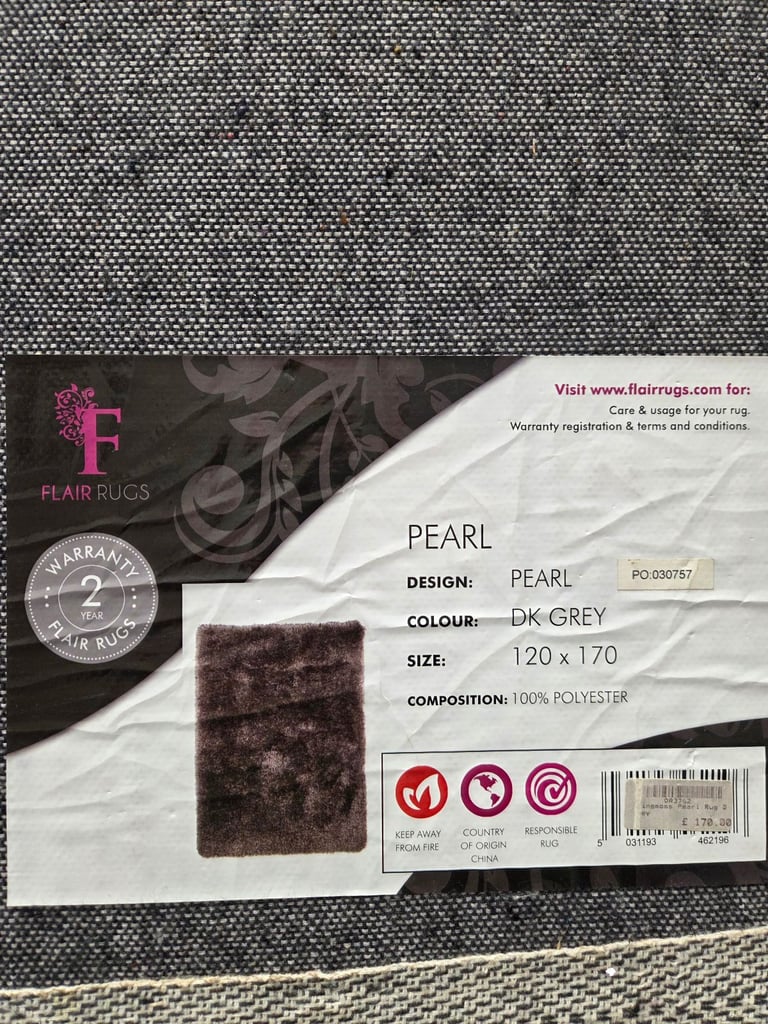 F
FLAIR RUGS
Visit www.flairrugs.com for:
Care & usage for your rug.
Warranty registration & terms and conditions.
WARRANTY
2
YEAR
FLAIR RUGS
PEARL
DESIGN: PEARL
PO:030757
COLOUR: DK GREY
SIZE: 120 x 170
COMPOSITION: 100% POLYESTER
KEEP AWAY
FROM FIRE
COUNTRY
OF ORIGIN
CHINA
RESPONSIBLE
RUG
Pearl Rug
£ 170.00
5 031193 462196